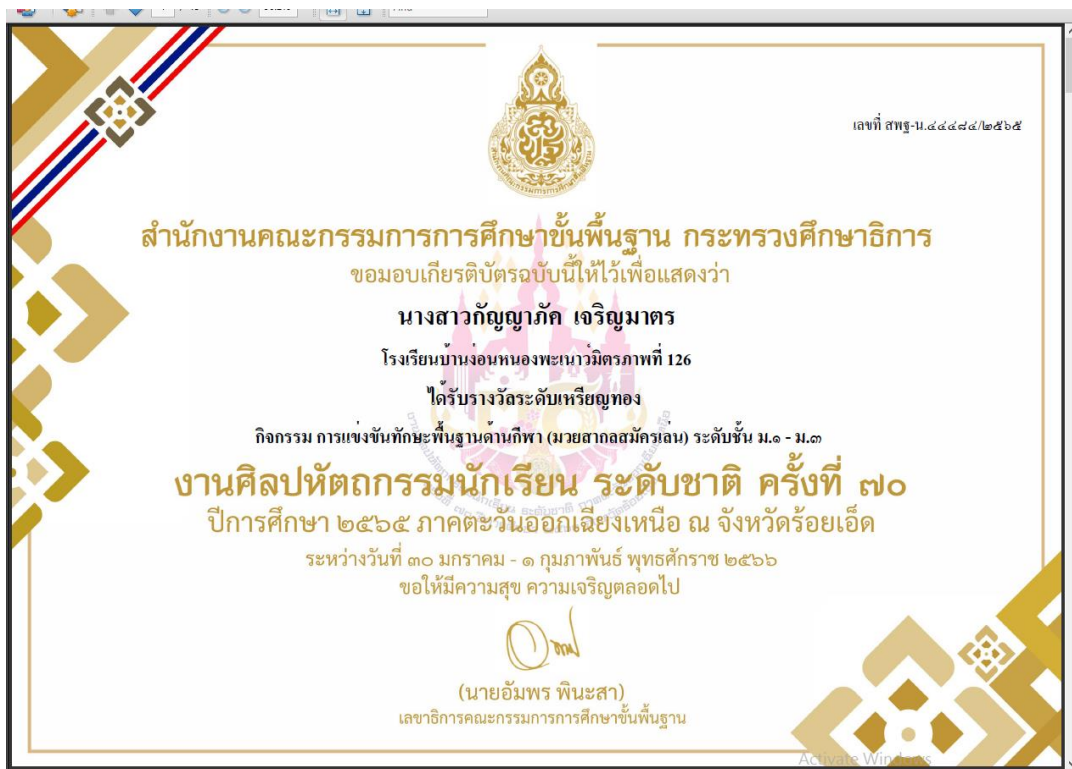 เลขที่ สพฐ-น.๔๔๔๘๔/๒๕๖๕
สำนักงานคณะกรรมการการศึกษาขั้นพื้นฐาน กระทรวงศึกษาธิการ
ขอมอบเกียรติบัตรฉบับนี้ให้ไว้เพื่อแสดงว่า
นางสาวกัญญาภัค เจริญมาตร
โรงเรียนบ้านง่อนหนองพะเนาว์มิตรภาพที่ 126
ได้รับรางวัลระดับเหรียญทอง
กิจกรรม การแข่งขันทักษะพื้นฐานด้านกีฬา (มวยสากลสมัครเล่น) ระดับชั้น ม.๑ - ม.๓
งานศิลปหัตถกรรมนักเรียน ระดับชาติ ครั้งที่ ๗๐
ปีการศึกษา ๒๕๖๕ ภาคตะวันออกเฉียงเหนือ ณ จังหวัดร้อยเอ็ด
ระหว่างวันที่ ๓๐ มกราคม - ๑ กุมภาพันธ์ พุทธศักราช ๒๕๖๖
ขอให้มีความสุข ความเจริญตลอดไป
(นายอัมพร พินะสา)
เลขาธิการคณะกรรมการการศึกษาขั้นพื้นฐาน
Activate Windows